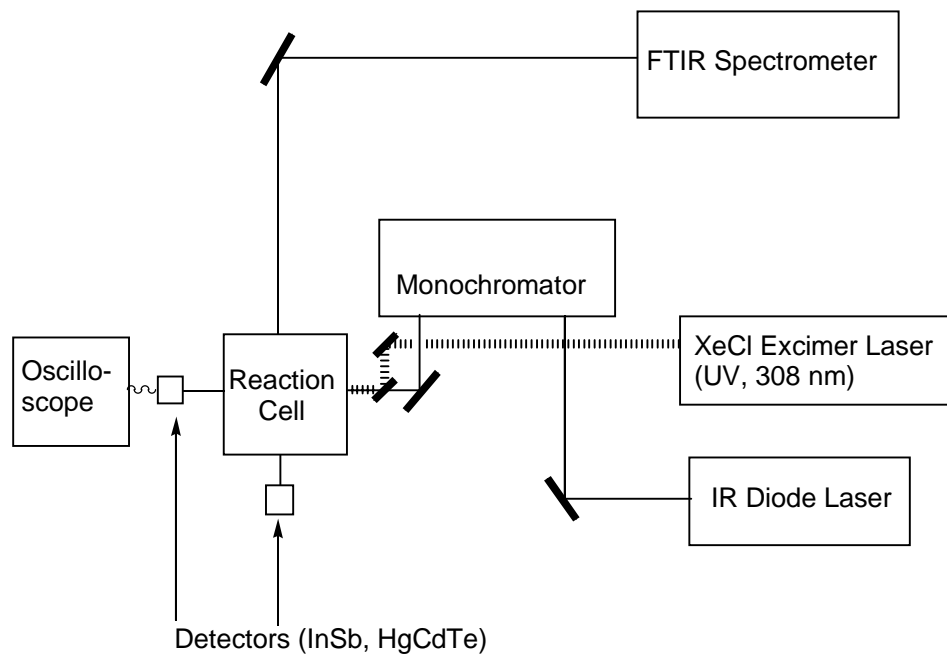 FTIR Spectrometer
Monochromator
XeCl Excimer Laser
(UV, 308 nm)
Oscillo-
scope
Reaction
Cell
IR Diode Laser
Detectors (InSb, HgCdTe)